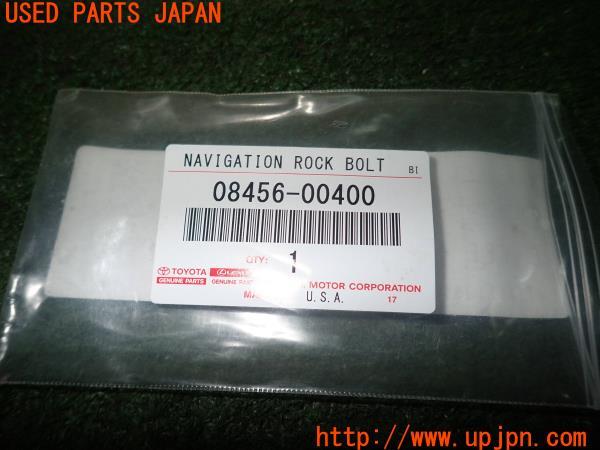 USED PARTS JAPAN
NAVIGATION ROCK BOLT BI
08456-00400
QTY: 1
TOYOTA
GENUINE PARTS GENUINE MOTOR CORPORATION
U.S.A. 17
http://www.upjpn.com